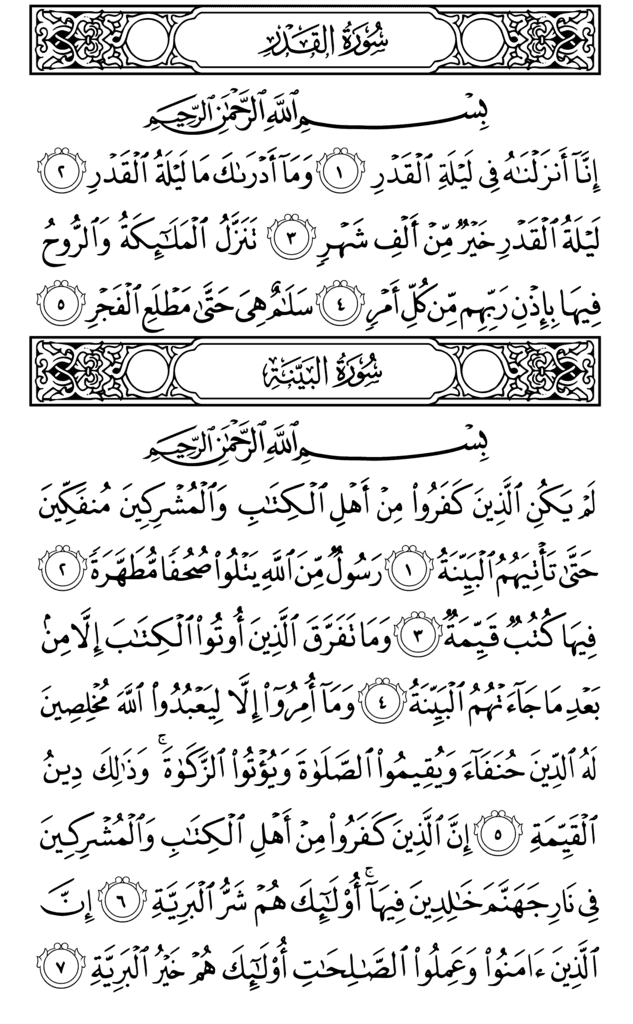 سُورَةُ القَدْرِ
بِسْمِ ٱللَّهِ ٱلرَّحْمَٰنِ ٱلرَّحِيمِ
إِنَّآ أَنزَلْنَٰهُ فِى لَيْلَةِ ٱلْقَدْرِ ١ وَمَآ أَدْرَىٰكَ مَا لَيْلَةُ ٱلْقَدْرِ ٢
لَيْلَةُ ٱلْقَدْرِ خَيْرٌ مِّنْ أَلْفِ شَهْرٍ ٣ تَنَزَّلُ ٱلْمَلَٰٓئِكَةُ وَٱلرُّوحُ
فِيهَا بِإِذْنِ رَبِّهِم مِّن كُلِّ أَمْرٍ ٤ سَلَٰمٌ هِىَ حَتَّىٰ مَطْلَعِ ٱلْفَجْرِ ٥
سُورَةُ البَيِّنَةِ
بِسْمِ ٱللَّهِ ٱلرَّحْمَٰنِ ٱلرَّحِيمِ
لَمْ يَكُنِ ٱلَّذِينَ كَفَرُوا۟ مِنْ أَهْلِ ٱلْكِتَٰبِ وَٱلْمُشْرِكِينَ مُنفَكِّينَ
حَتَّىٰ تَأْتِيَهُمُ ٱلْبَيِّنَةُ ١ رَسُولٌ مِّنَ ٱللَّهِ يَتْلُوا۟ صُحُفًا مُّطَهَّرَةً ٢
فِيهَا كُتُبٌ قَيِّمَةٌ ٣ وَمَا تَفَرَّقَ ٱلَّذِينَ أُوتُوا۟ ٱلْكِتَٰبَ إِلَّا مِنۢ
بَعْدِ مَا جَآءَتْهُمُ ٱلْبَيِّنَةُ ٤ وَمَآ أُمِرُوٓا۟ إِلَّا لِيَعْبُدُوا۟ ٱللَّهَ مُخْلِصِينَ
لَهُ ٱلدِّينَ حُنَفَآءَ وَيُقِيمُوا۟ ٱلصَّلَوٰةَ وَيُؤْتُوا۟ ٱلزَّكَوٰةَ ۚ وَذَٰلِكَ دِينُ
ٱلْقَيِّمَةِ ٥ إِنَّ ٱلَّذِينَ كَفَرُوا۟ مِنْ أَهْلِ ٱلْكِتَٰبِ وَٱلْمُشْرِكِينَ
فِى نَارِ جَهَنَّمَ خَٰلِدِينَ فِيهَآ ۚ أُو۟لَٰٓئِكَ هُمْ شَرُّ ٱلْبَرِيَّةِ ٦ إِنَّ
ٱلَّذِينَ ءَامَنُوا۟ وَعَمِلُوا۟ ٱلصَّٰلِحَٰتِ أُو۟لَٰٓئِكَ هُمْ خَيْرُ ٱلْبَرِيَّةِ ٧